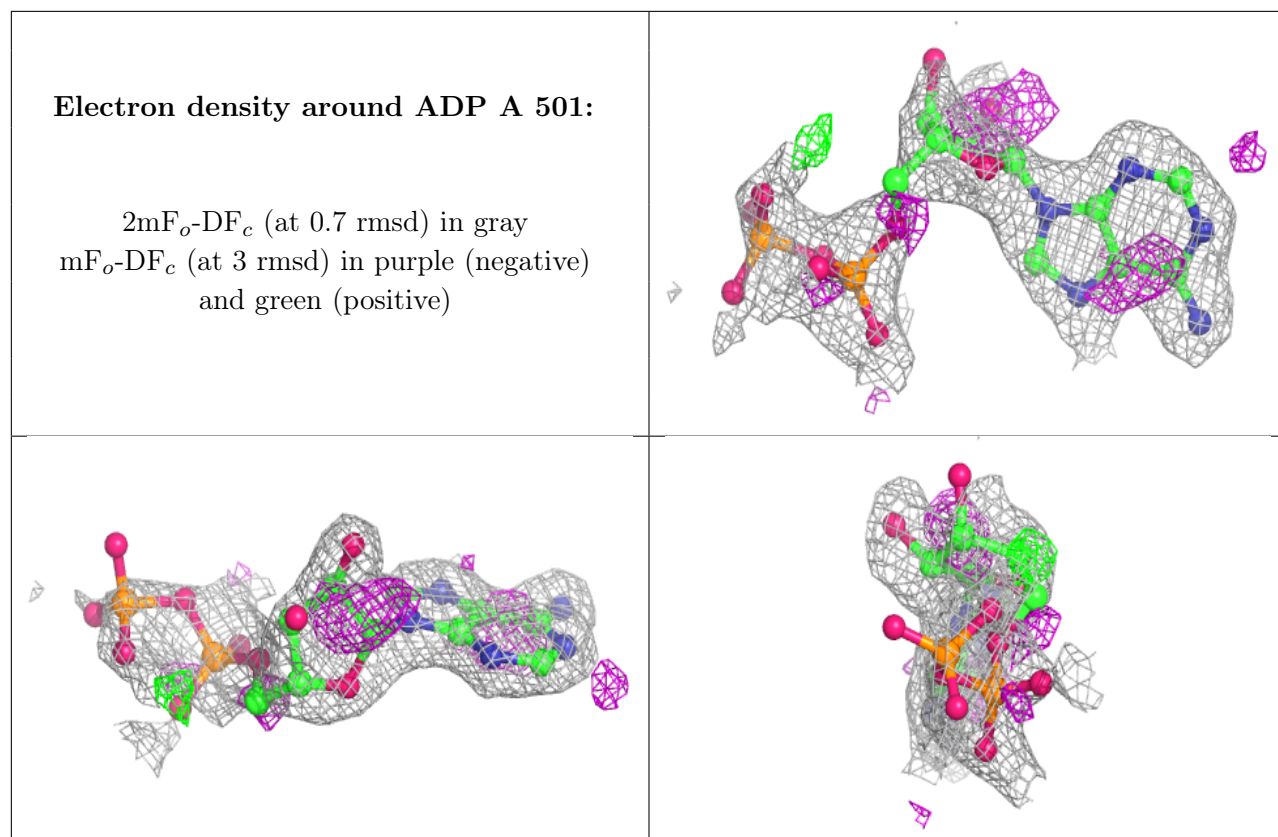 Electron density around ADP A 501:
2mFo-DFc (at 0.7 rmsd) in gray
mFo-DFc (at 3 rmsd) in purple (negative)
and green (positive)